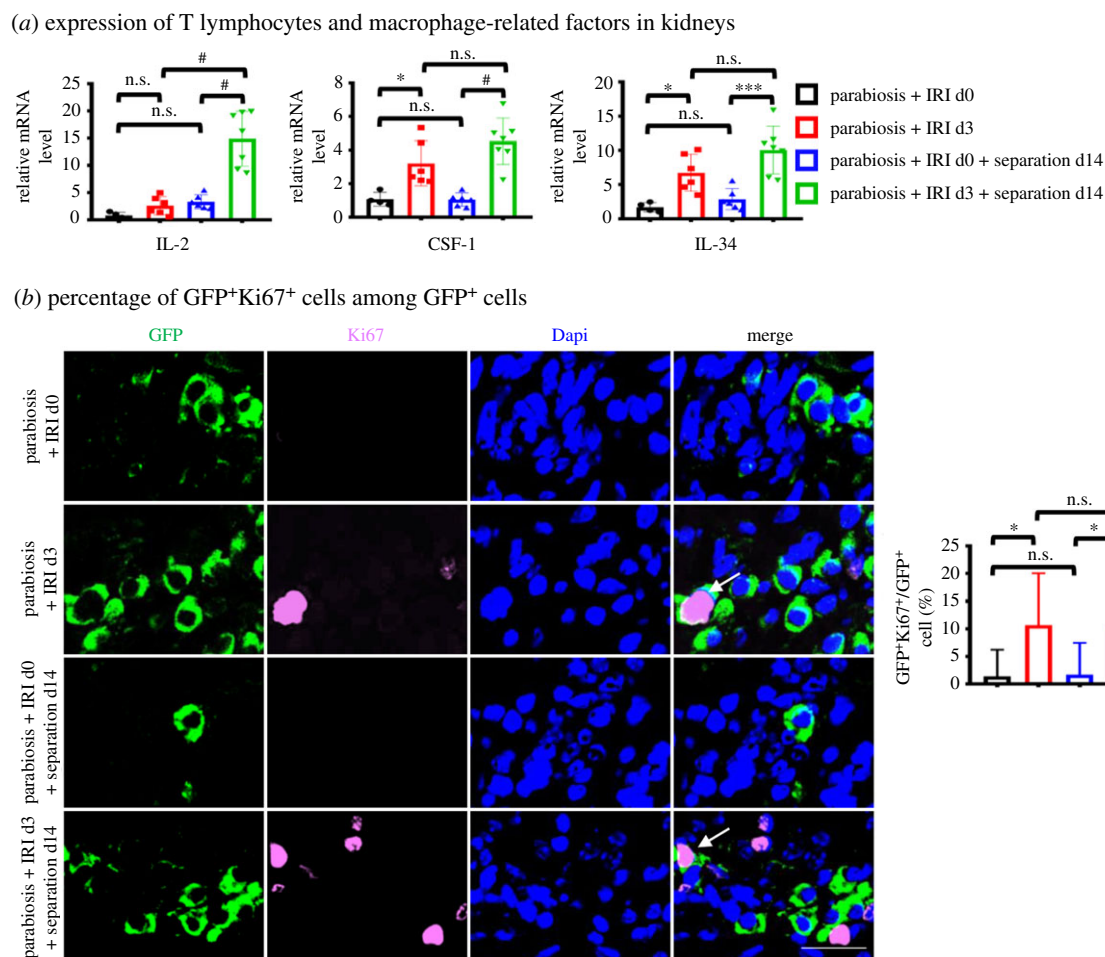 (a) expression of T lymphocytes and macrophage-related factors in kidneys
n.s.
#
n.s.
#
25
20
15
10
5
0
relative mRNA
level
IL-2
n.s.
*
n.s.
#
8
6
4
2
0
relative mRNA
level
CSF-1
n.s.
*
n.s.
***
20
15
10
5
0
relative mRNA
level
IL-34
parabiosis + IRI d0
parabiosis + IRI d3
parabiosis + IRI d0 + separation d14
parabiosis + IRI d3 + separation d14
(b) percentage of GFP⁺Ki67⁺ cells among GFP⁺ cells
GFP
Ki67
Dapi
merge
parabiosis
+ IRI d0
parabiosis
+ IRI d3
parabiosis + IRI d0
+ separation d14
parabiosis + IRI d3
+ separation d14
n.s.
*
n.s.
*
25
20
15
10
5
0
GFP⁺Ki67⁺/GFP⁺
cell (%)